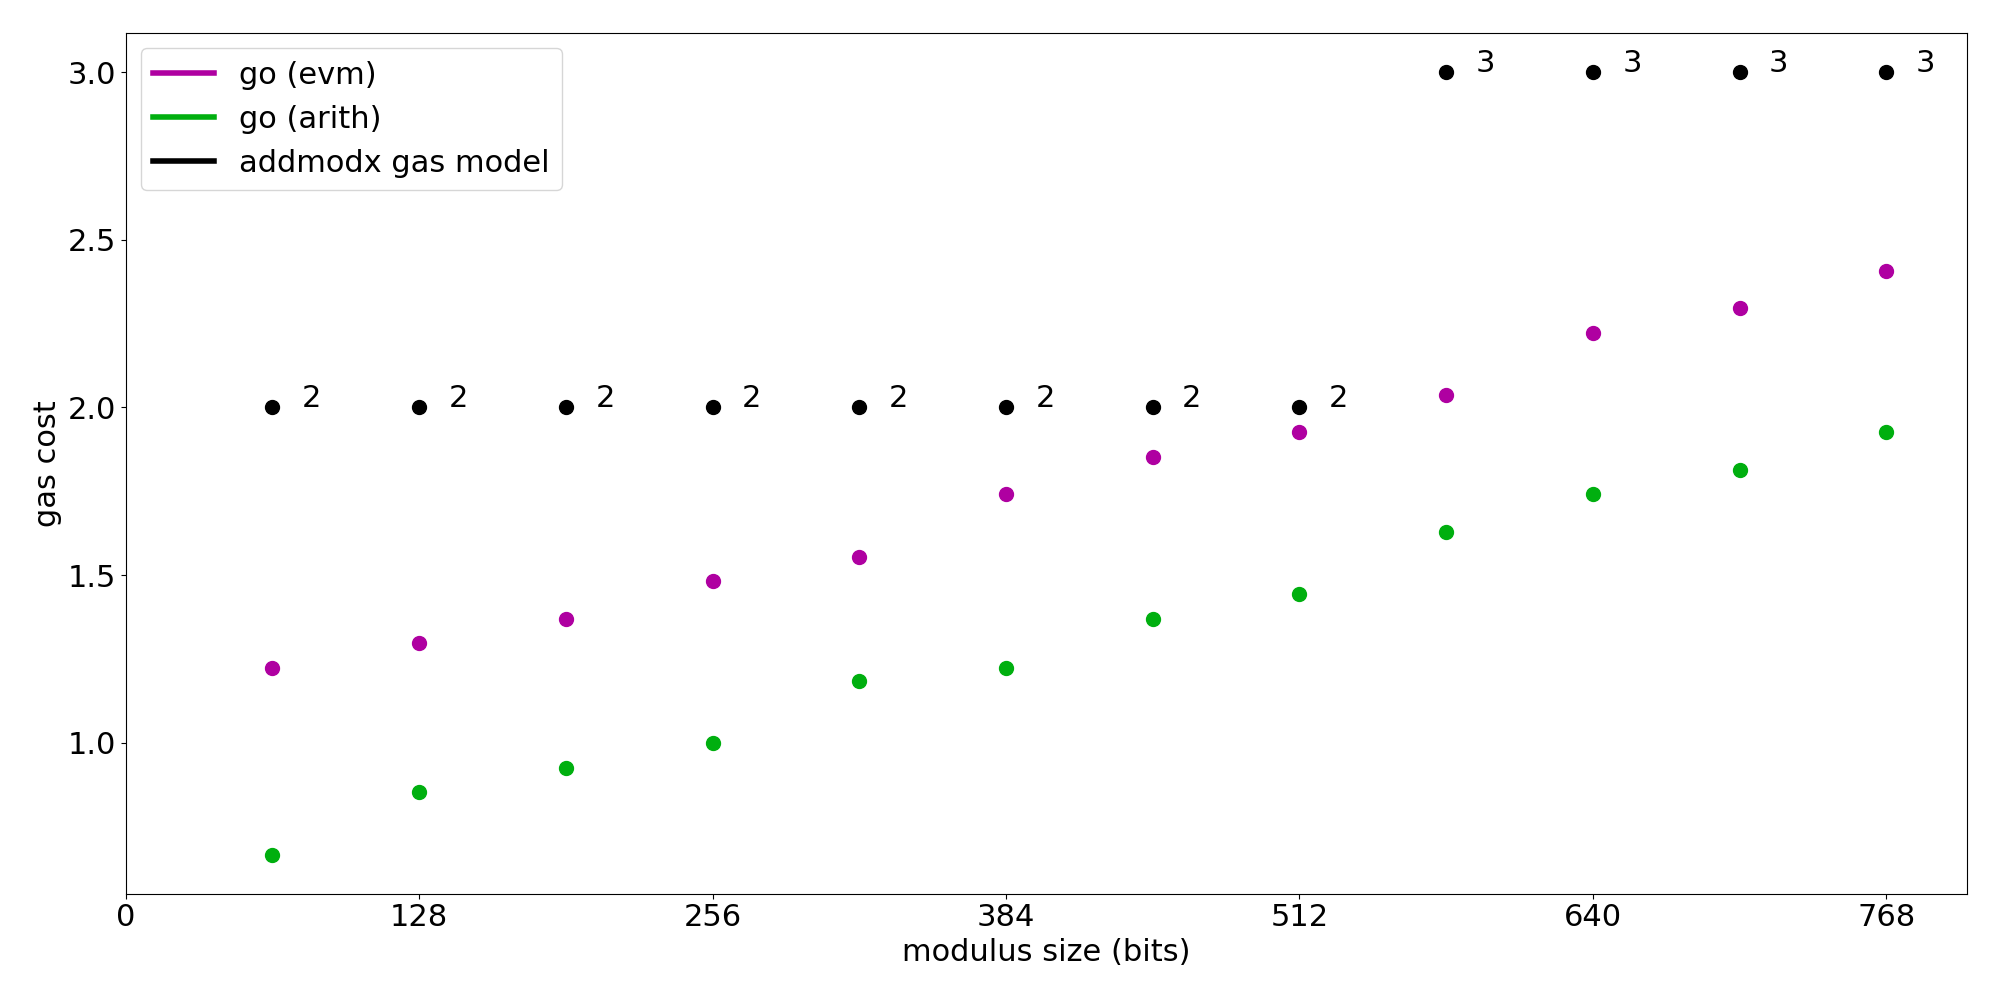 go (evm)
go (arith)
addmodx gas model
3.0
3 3 3 3
2.5
2.0
2 2 2 2 2 2 2 2
1.5
1.0
gas cost
0 128 256 384 512 640 768
modulus size (bits)